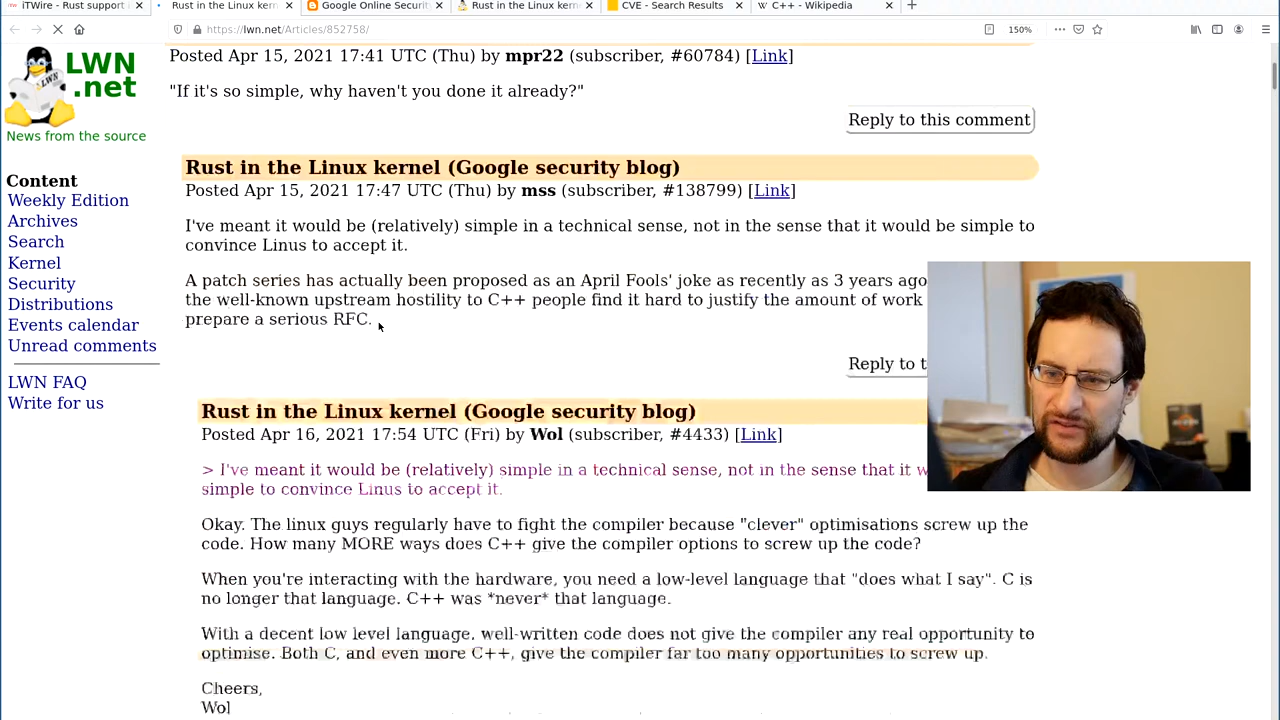 iTWire - Rust support
Rust in the Linux kern
Google Online Securit
Rust in the Linux kerne
CVE - Search Results
C++ - Wikipedia
https://lwn.net/Articles/852758/
150%
LWN
.net
News from the source
Content
Weekly Edition
Archives
Search
Kernel
Security
Distributions
Events calendar
Unread comments
LWN FAQ
Write for us
Posted Apr 15, 2021 17:41 UTC (Thu) by mpr22 (subscriber, #60784) [Link]
"If it's so simple, why haven't you done it already?"
Reply to this comment
Rust in the Linux kernel (Google security blog)
Posted Apr 15, 2021 17:47 UTC (Thu) by mss (subscriber, #138799) [Link]
I've meant it would be (relatively) simple in a technical sense, not in the sense that it would be simple to
convince Linus to accept it.
A patch series has actually been proposed as an April Fools' joke as recently as 3 years ago
the well-known upstream hostility to C++ people find it hard to justify the amount of work
prepare a serious RFC.
Reply to t
Rust in the Linux kernel (Google security blog)
Posted Apr 16, 2021 17:54 UTC (Fri) by Wol (subscriber, #4433) [Link]
> I've meant it would be (relatively) simple in a technical sense, not in the sense that it w
simple to convince Linus to accept it.
Okay. The linux guys regularly have to fight the compiler because "clever" optimisations screw up the
code. How many MORE ways does C++ give the compiler options to screw up the code?
When you're interacting with the hardware, you need a low-level language that "does what I say". C is
no longer that language. C++ was *never* that language.
With a decent low level language, well-written code does not give the compiler any real opportunity to
optimise. Both C, and even more C++, give the compiler far too many opportunities to screw up.
Cheers,
Wol